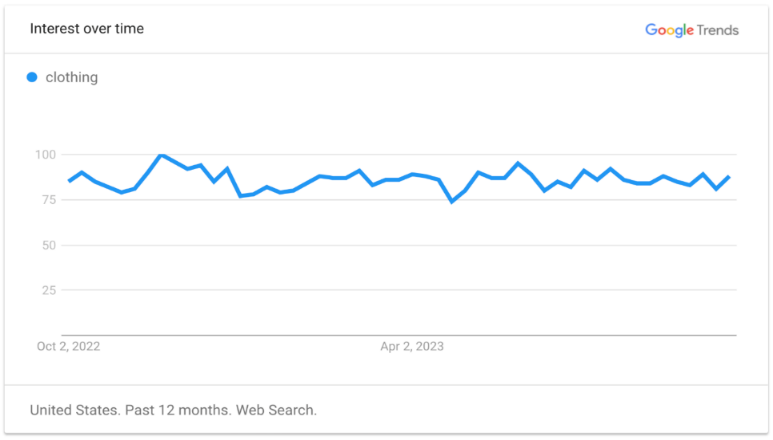 Interest over time
Google Trends
clothing
100
75
50
25
Oct 2, 2022
Apr 2, 2023
United States. Past 12 months. Web Search.